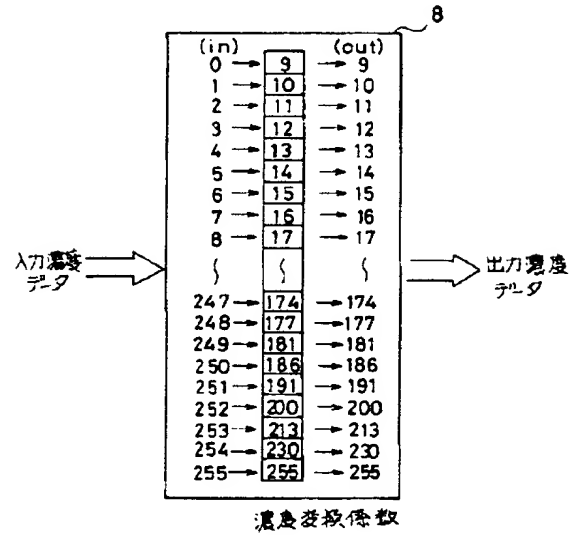 8
(in) (out)
0 → 9 → 9
1 → 10 → 10
2 → 11 → 11
3 → 12 → 12
4 → 13 → 13
5 → 14 → 14
6 → 15 → 15
7 → 16 → 16
8 → 17 → 17
入力濃度
データ
出力濃度
データ
247 → 174 → 174
248 → 177 → 177
249 → 181 → 181
250 → 186 → 186
251 → 191 → 191
252 → 200 → 200
253 → 213 → 213
254 → 230 → 230
255 → 255 → 255
濃度変換係数